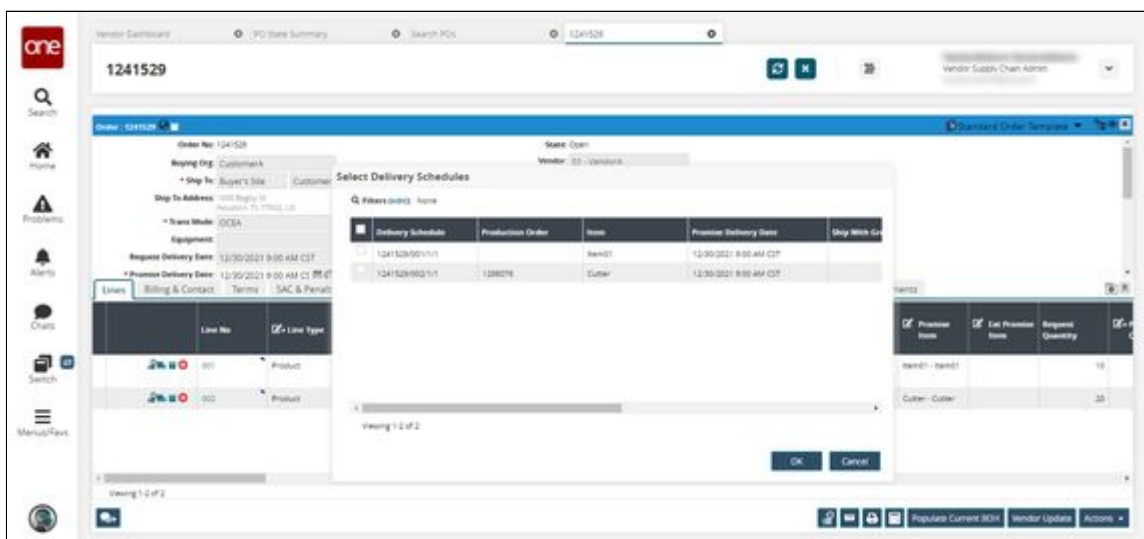 one
Vendor Dashboard
PO State Summary
Search POs
1241529
1241529
Vendor Supply Chain Admin
Search
Home
Problems
Alerts
Chats
Switch
Menus/Favs
Order : 1241529
Standard Order Template
Order No: 1241529
State: Open
Buying Org: CustomerA
Vendor:
* Ship To: Buyer's Site
Ship To Address:
* Trans Mode: OCEA
Equipment:
Request Delivery Date: 12/30/2021 9:00 AM CST
* Promise Delivery Date: 12/30/2021 9:00 AM CS
Select Delivery Schedules
Filters (edit): None
Delivery Schedule
Production Order
Item
Promise Delivery Date
Ship With Gr
1241529/001/1/1
Item01
12/30/2021 9:00 AM CST
1241529/002/1/1
Cutter
12/30/2021 9:00 AM CST
Viewing 1-2 of 2
OK
Cancel
Lines
Billing & Contact
Terms
SAC & Penalt
ments
Line No
* Line Type
Promise Item
Ext Promise Item
Request Quantity
001
Product
Item01 - Item01
10
002
Product
Cutter - Cutter
20
Viewing 1-2 of 2
Populate Current BOM
Vendor Update
Actions